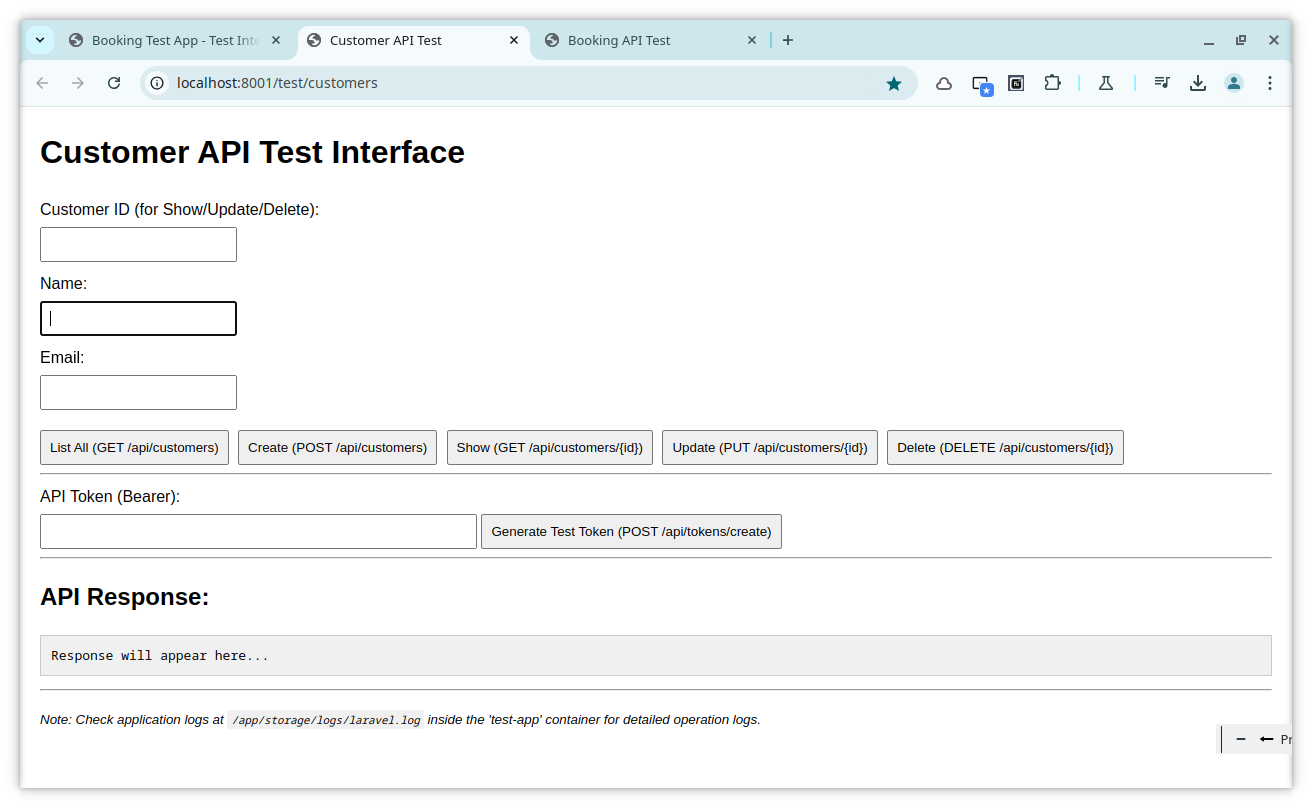 Booking Test App - Test Inte
Customer API Test
Booking API Test
localhost:8001/test/customers
Customer API Test Interface
Customer ID (for Show/Update/Delete):
Name:
Email:
List All (GET /api/customers) Create (POST /api/customers) Show (GET /api/customers/{id}) Update (PUT /api/customers/{id}) Delete (DELETE /api/customers/{id})
API Token (Bearer):
Generate Test Token (POST /api/tokens/create)
API Response:
Response will appear here...
Note: Check application logs at /app/storage/logs/laravel.log inside the 'test-app' container for detailed operation logs.
Pr